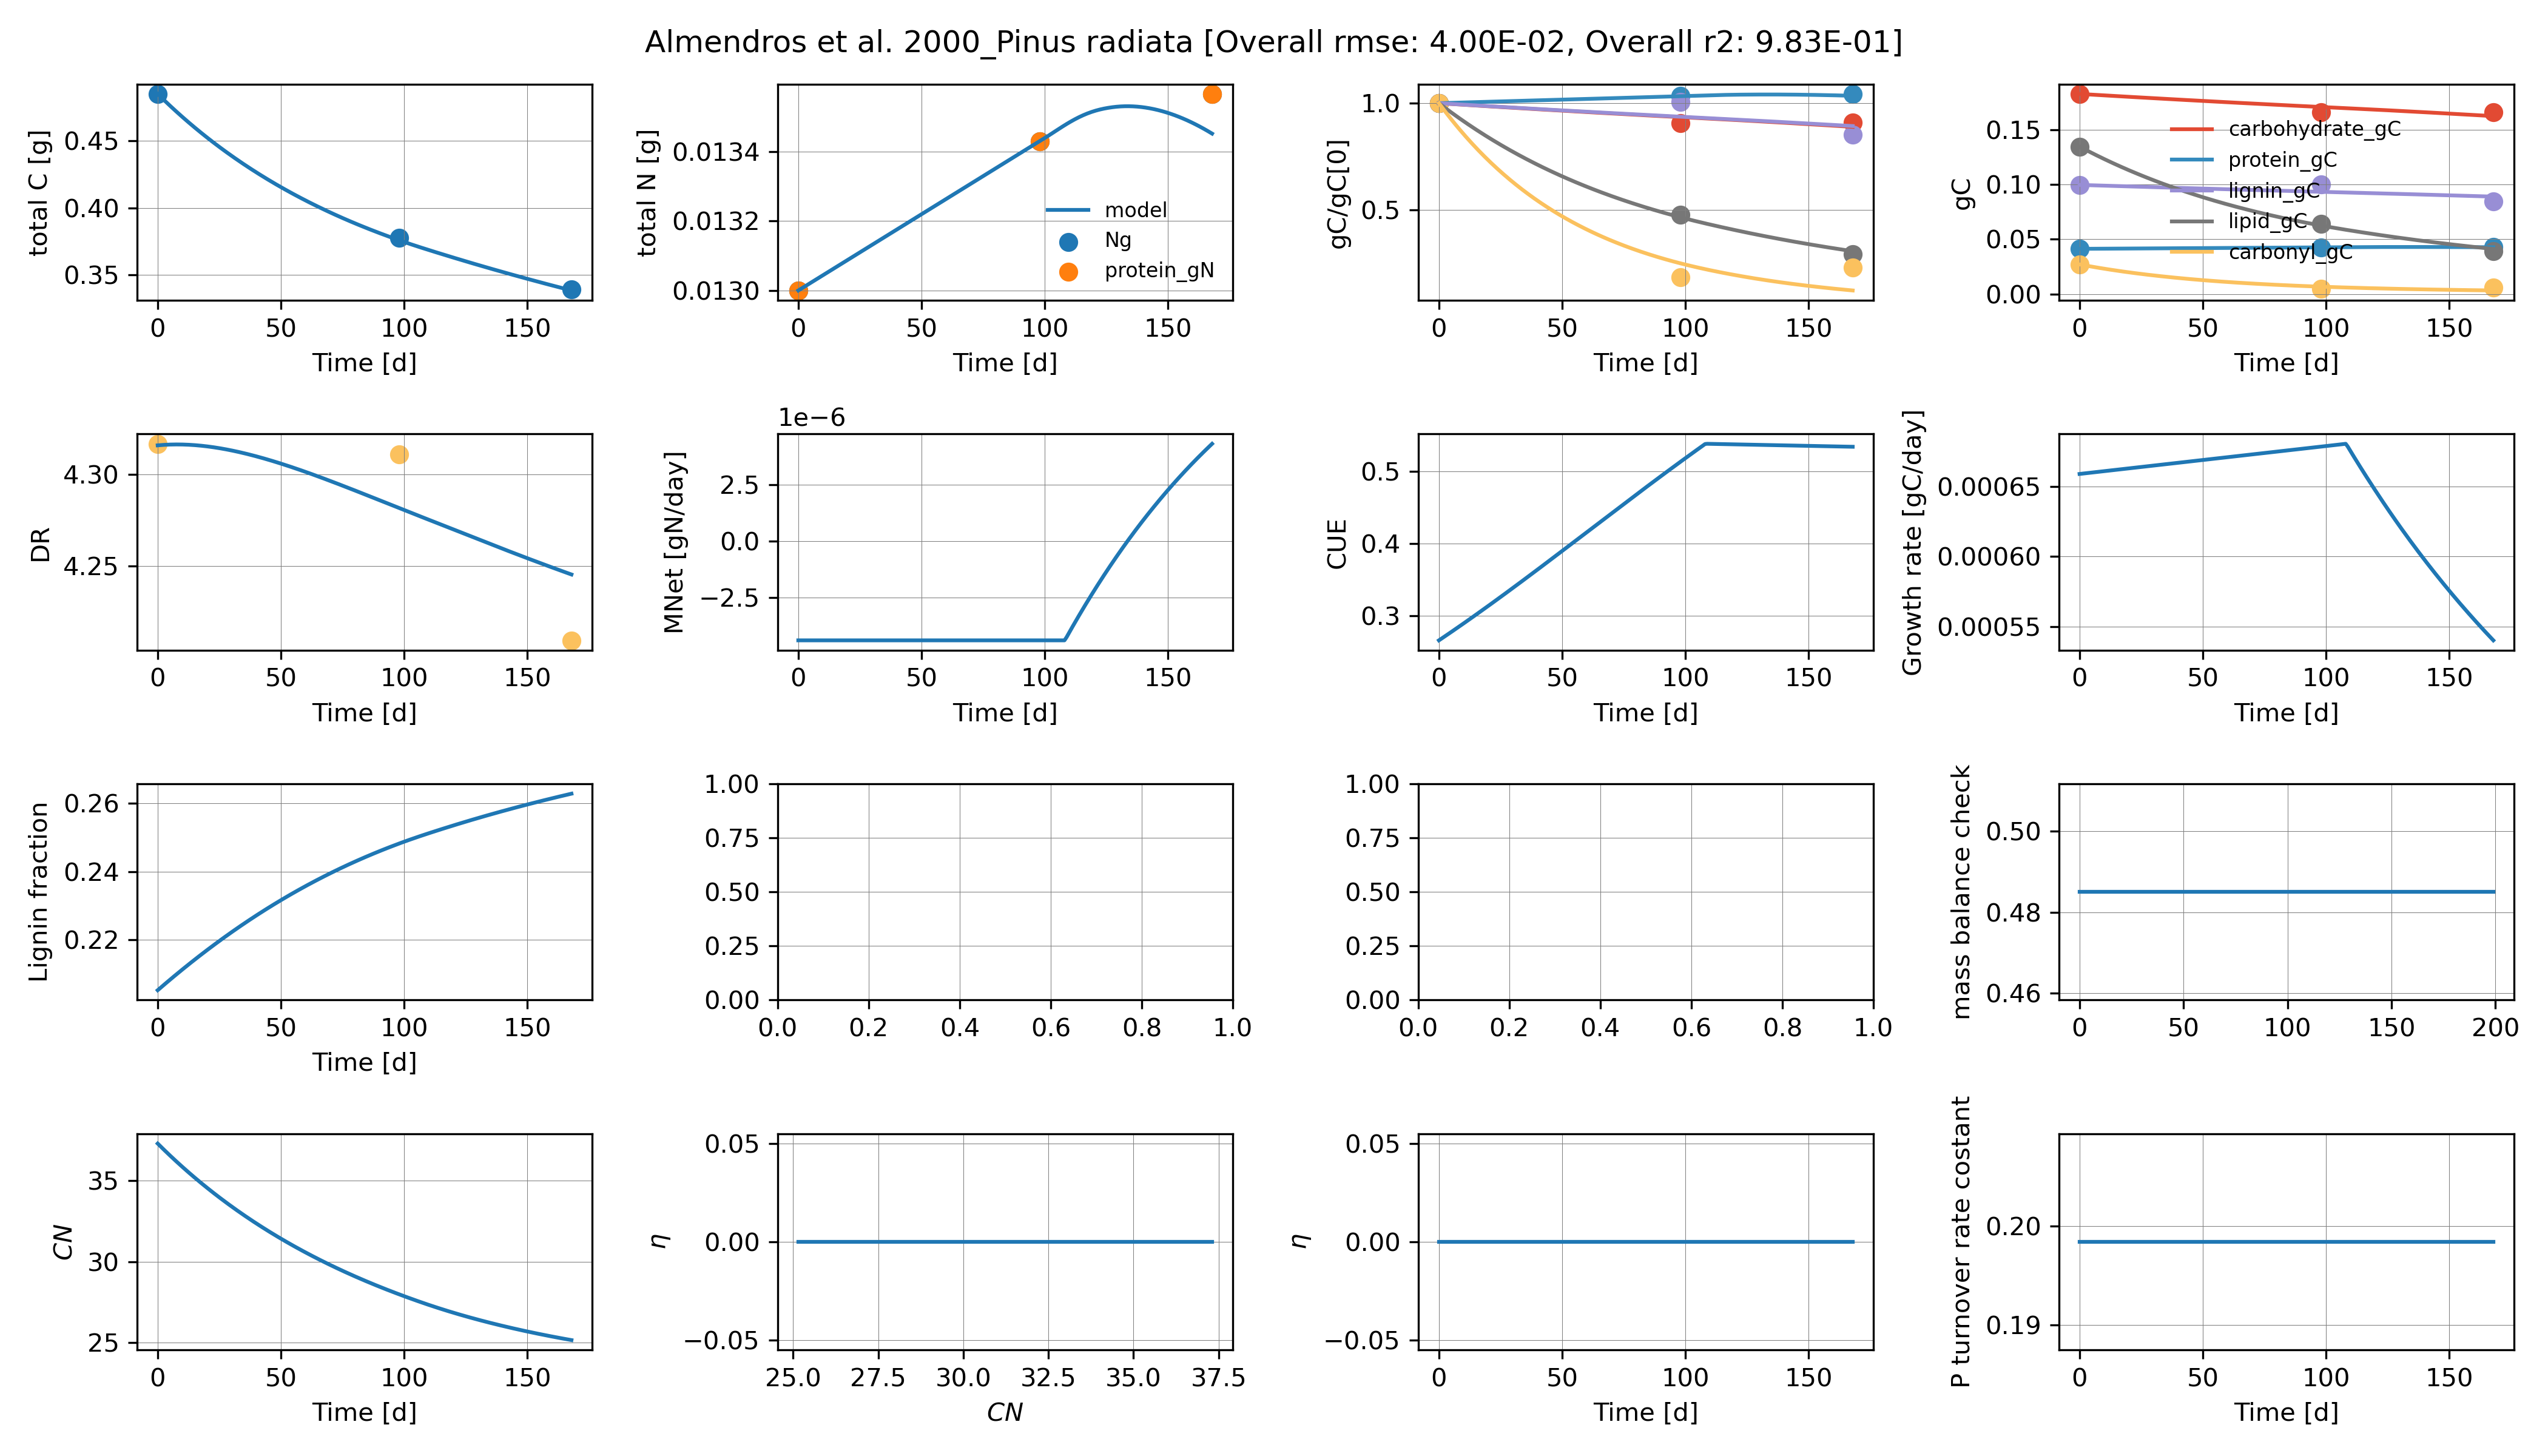 Almendros et al. 2000_Pinus radiata [Overall rmse: 4.00E-02, Overall r2: 9.83E-01]
total C [g]
0.45
0.40
0.35
0 50 100 150
Time [d]
total N [g]
0.0134
0.0132
0.0130
model
Ng
protein_gN
0 50 100 150
Time [d]
gC/gC[0]
1.0
0.5
0 50 100 150
Time [d]
gC
0.15
0.10
0.05
0.00
carbohydrate_gC
protein_gC
lignin_gC
lipid_gC
carbonyl_gC
0 50 100 150
Time [d]
DR
4.30
4.25
0 50 100 150
Time [d]
1e−6
MNet [gN/day]
2.5
0.0
−2.5
0 50 100 150
Time [d]
CUE
0.5
0.4
0.3
0 50 100 150
Time [d]
Growth rate [gC/day]
0.00065
0.00060
0.00055
0 50 100 150
Time [d]
Lignin fraction
0.26
0.24
0.22
0 50 100 150
Time [d]
1.00
0.75
0.50
0.25
0.00
0.0 0.2 0.4 0.6 0.8 1.0
1.00
0.75
0.50
0.25
0.00
0.0 0.2 0.4 0.6 0.8 1.0
mass balance check
0.50
0.48
0.46
0 50 100 150 200
CN
35
30
25
0 50 100 150
Time [d]
η
0.05
0.00
−0.05
25.0 27.5 30.0 32.5 35.0 37.5
CN
η
0.05
0.00
−0.05
0 50 100 150
Time [d]
P turnover rate costant
0.20
0.19
0 50 100 150
Time [d]